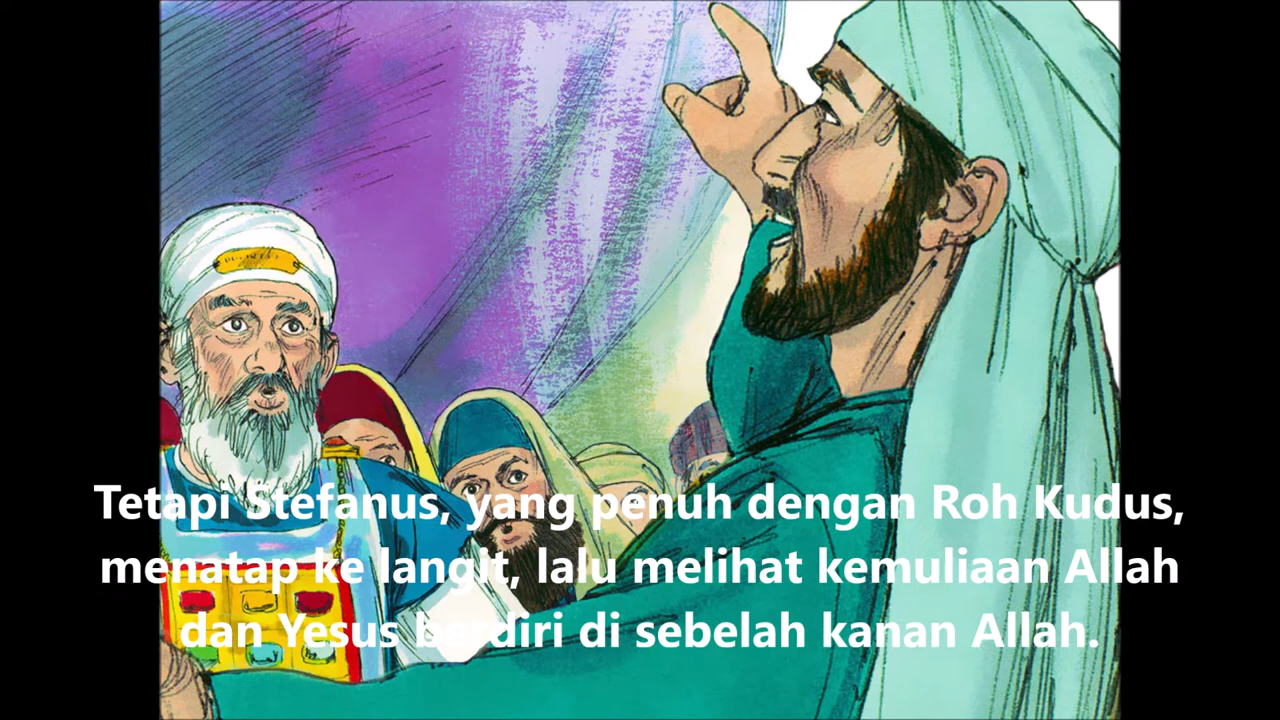 Tetapi Stefanus, yang penuh dengan Roh Kudus,
menatap ke langit, lalu melihat kemuliaan Allah
dan Yesus berdiri di sebelah kanan Allah.